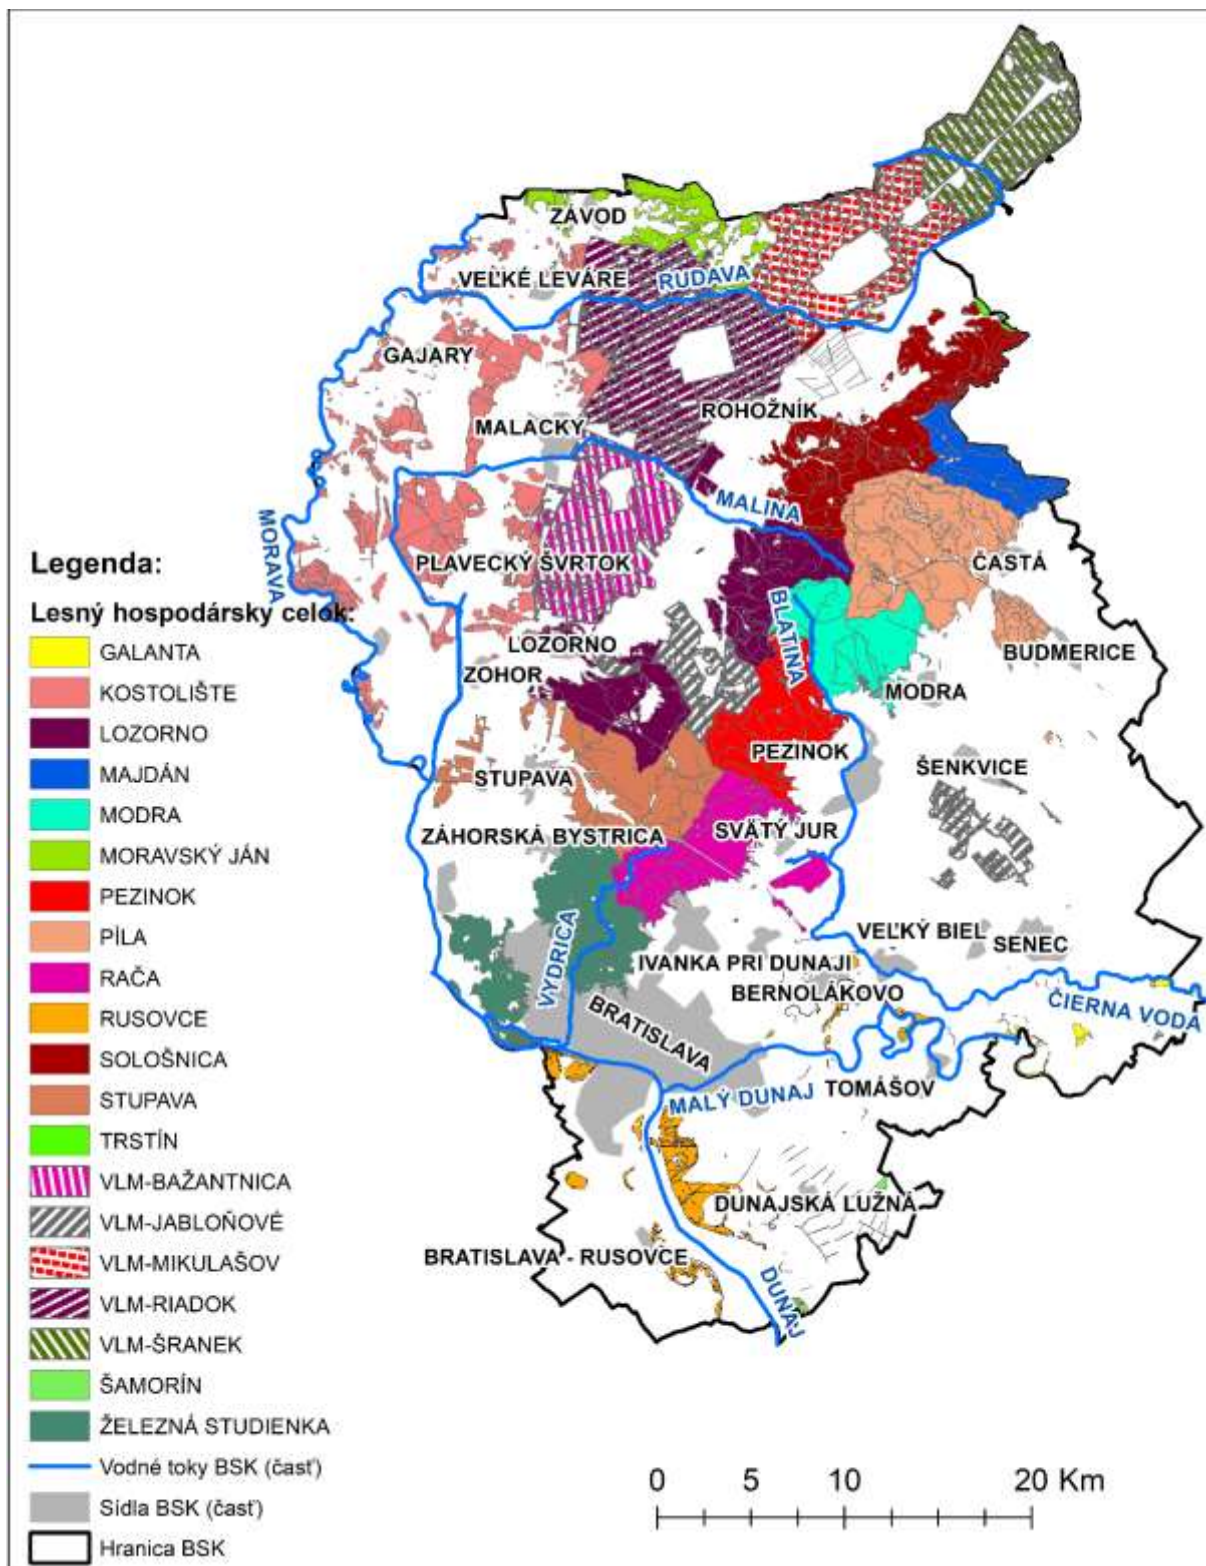 ZÁVOD
VEĽKÉ LEVÁRE
RUDAVA
GAJARY
ROHOŽNÍK
MALACKY
MALINA
MORAVA
PLAVECKÝ ŠVRTOK
ČASTÁ
BLATINA
LOZORNO
BUDMERICE
ZOHOR
MODRA
PEZINOK
ŠENKVICE
STUPAVA
ZÁHORSKÁ BYSTRICA
SVÄTÝ JUR
VEĽKÝ BIEL
SENEC
VYDRICA
IVANKA PRI DUNAJI
BERNOLÁKOVO
ČIERNA VODA
BRATISLAVA
TOMÁŠOV
MALÝ DUNAJ
DUNAJSKÁ LUŽNÁ
BRATISLAVA - RUSOVCE
DUNAJ
Legenda:
Lesný hospodársky celok:
GALANTA
KOSTOLIŠTE
LOZORNO
MAJDÁN
MODRA
MORAVSKÝ JÁN
PEZINOK
PÍLA
RAČA
RUSOVCE
SOLOŠNICA
STUPAVA
TRSTÍN
VLM-BAŽANTNICA
VLM-JABLOŇOVÉ
VLM-MIKULAŠOV
VLM-RIADOK
VLM-ŠRANEK
ŠAMORÍN
ŽELEZNÁ STUDIENKA
Vodné toky BSK (časť)
Sídla BSK (časť)
Hranica BSK
0 5 10 20 Km